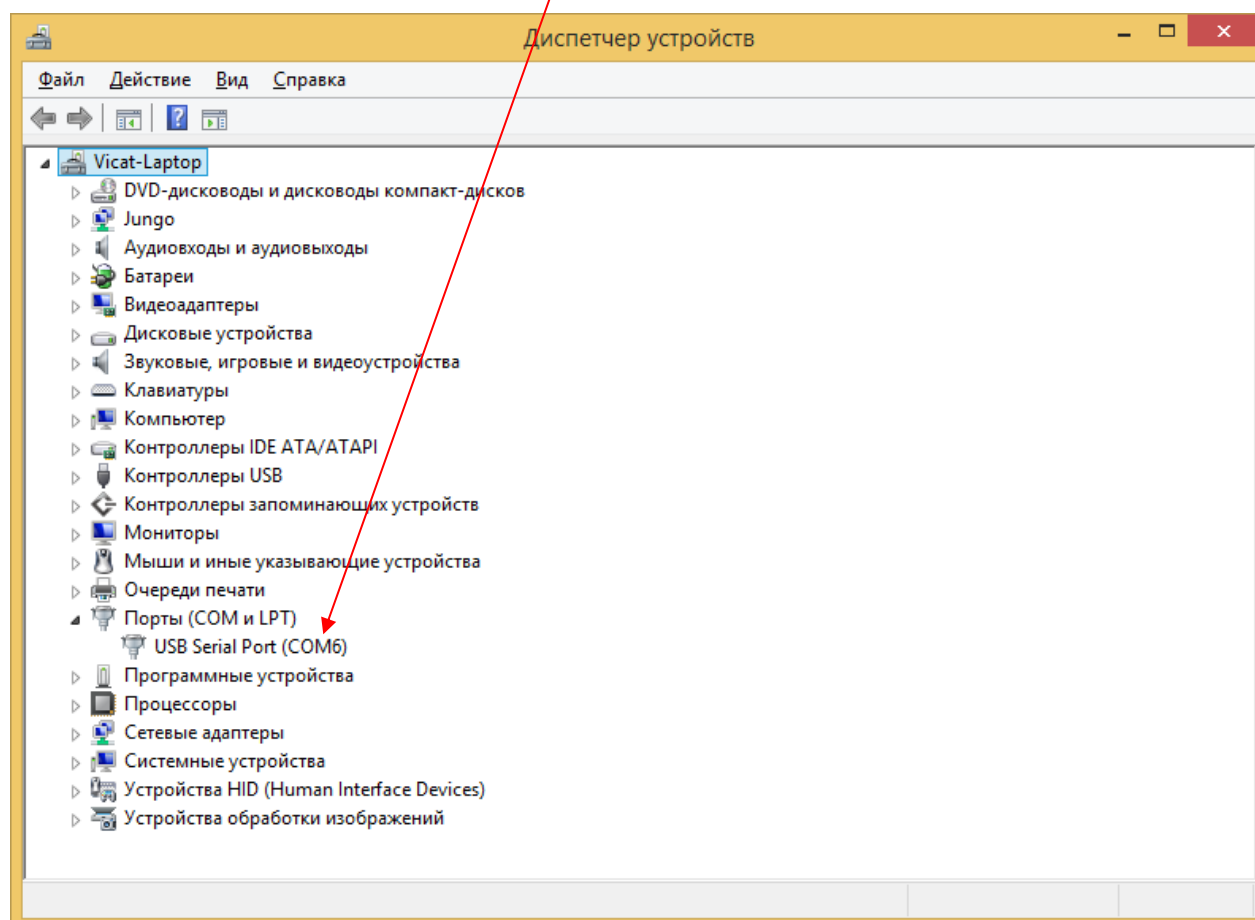 Диспетчер устройств
Файл Действие Вид Справка
Vicat-Laptop
DVD-дисководы и дисководы компакт-дисков
Jungo
Аудиовходы и аудиовыходы
Батареи
Видеоадаптеры
Дисковые устройства
Звуковые, игровые и видеоустройства
Клавиатуры
Компьютер
Контроллеры IDE ATA/ATAPI
Контроллеры USB
Контроллеры запоминающих устройств
Мониторы
Мыши и иные указывающие устройства
Очереди печати
Порты (COM и LPT)
USB Serial Port (COM6)
Программные устройства
Процессоры
Сетевые адаптеры
Системные устройства
Устройства HID (Human Interface Devices)
Устройства обработки изображений